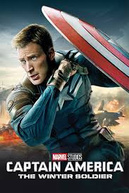 MARVEL STUDIOS
CAPTAIN AMERICA
THE WINTER SOLDIER